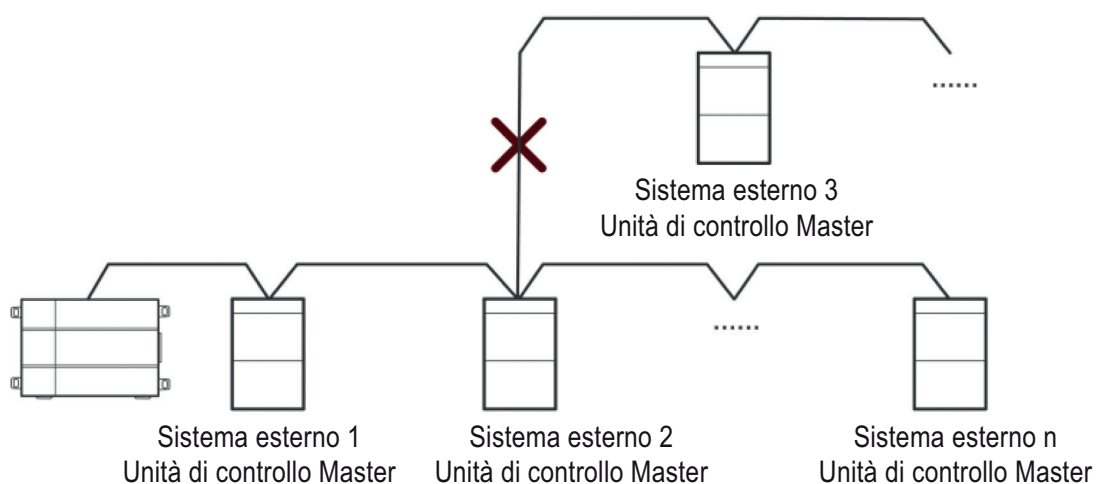 ......
Sistema esterno 3
Unità di controllo Master
......
Sistema esterno 1
Unità di controllo Master
Sistema esterno 2
Unità di controllo Master
Sistema esterno n
Unità di controllo Master